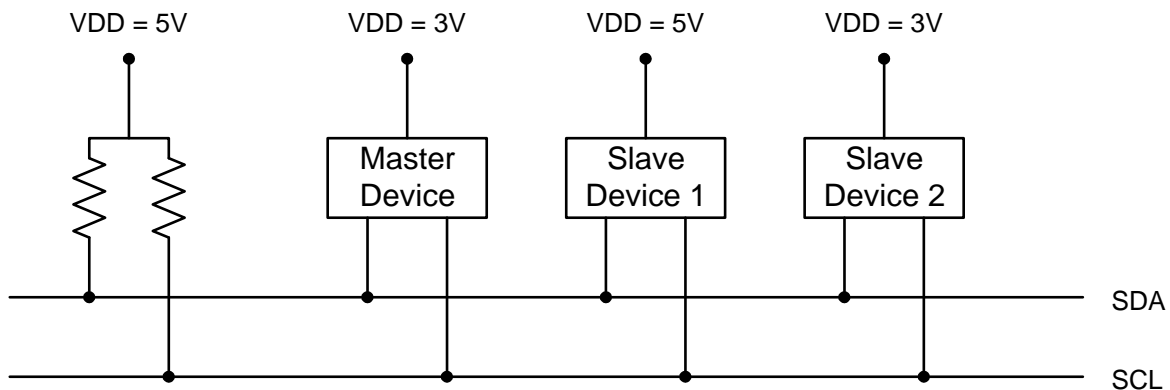 VDD = 5V
VDD = 3V
VDD = 5V
VDD = 3V
Master
Device
Slave
Device 1
Slave
Device 2
SDA
SCL